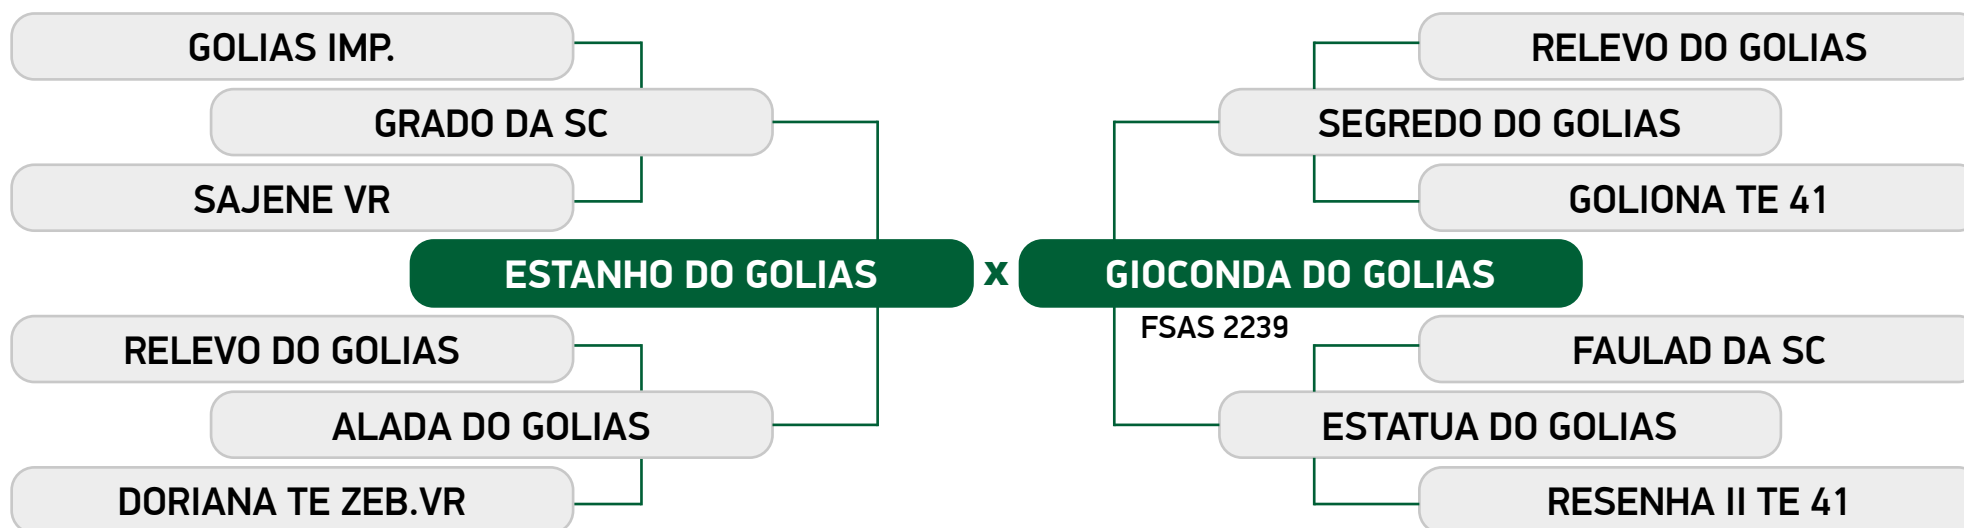 GOLIAS IMP.
GRADO DA SC
SAJENE VR
ESTANHO DO GOLIAS
RELEVO DO GOLIAS
ALADA DO GOLIAS
DORIANA TE ZEB.VR
x
RELEVO DO GOLIAS
SEGREDO DO GOLIAS
GOLIONA TE 41
GIOCONDA DO GOLIAS
FSAS 2239
FAULAD DA SC
ESTATUA DO GOLIAS
RESENHA II TE 41